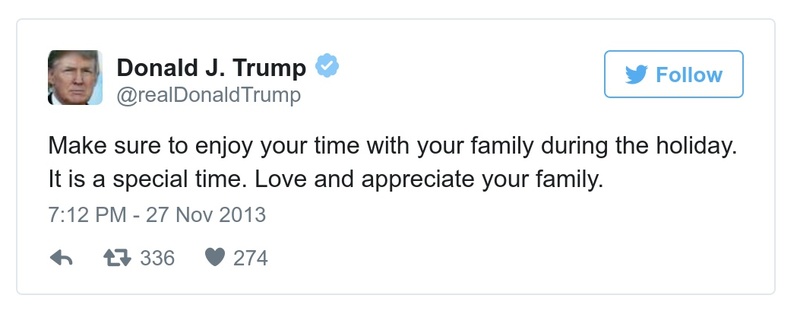 Donald J. Trump
@realDonaldTrump
Follow
Make sure to enjoy your time with your family during the holiday.
It is a special time. Love and appreciate your family.
7:12 PM - 27 Nov 2013
336 274